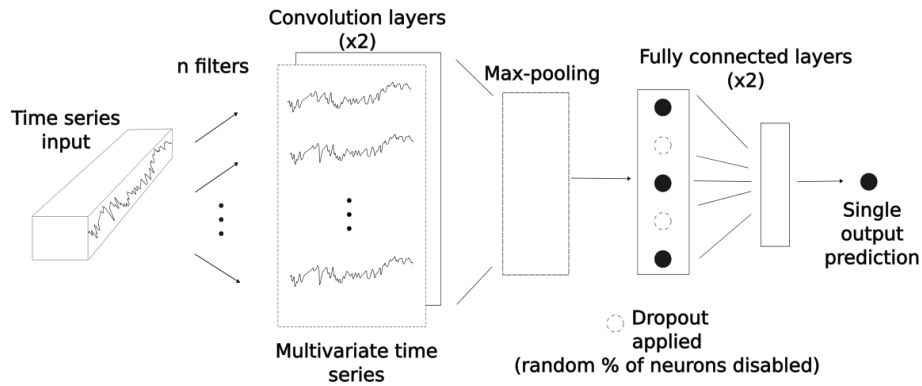 Convolution layers
(x2)
n filters
Max-pooling
Fully connected layers
(x2)
Time series
input
Single
output
prediction
Dropout
applied
(random % of neurons disabled)
Multivariate time
series